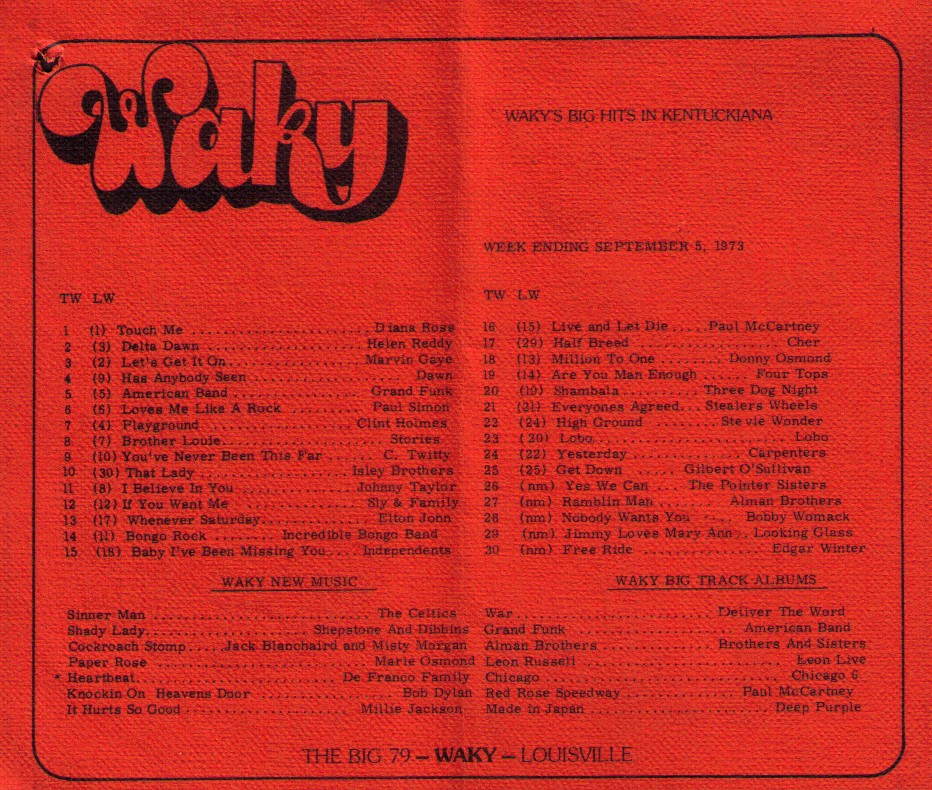 Waky
WAKY'S BIG HITS IN KENTUCKIANA
WEEK ENDING SEPTEMBER 5, 1973
TW LW
1 (1) Touch Me .................... Diana Ross
2 (3) Delta Dawn .................... Helen Reddy
3 (2) Let's Get It On .................... Marvin Gaye
4 (9) Has Anybody Seen .................... Dawn
5 (5) American Band .................... Grand Funk
6 (6) Loves Me Like A Rock .......... Paul Simon
7 (4) Playground .................... Clint Holmes
8 (7) Brother Louie .................... Stories
9 (10) You've Never Been This Far ...... C. Twitty
10 (30) That Lady .................... Isley Brothers
11 (8) I Believe In You ................ Johnny Taylor
12 (12) If You Want Me ................ Sly & Family
13 (17) Whenever Saturday .............. Elton John
14 (11) Bongo Rock ........ Incredible Bongo Band
15 (18) Baby I've Been Missing You .... Independents
TW LW
16 (15) Live and Let Die ..... Paul McCartney
17 (29) Half Breed .................. Cher
18 (13) Million To One ........ Donny Osmond
19 (14) Are You Man Enough ...... Four Tops
20 (19) Shambala .......... Three Dog Night
21 (21) Everyones Agreed... Stealers Wheels
22 (24) High Ground ........ Stevie Wonder
23 (20) Lobo .......................... Lobo
24 (22) Yesterday ................ Carpenters
25 (25) Get Down ..... Gilbert O'Sullivan
26 (nm) Yes We Can ... The Pointer Sisters
27 (nm) Ramblin Man .......... Alman Brothers
28 (nm) Nobody Wants You ..... Bobby Womack
29 (nm) Jimmy Loves Mary Ann .. Looking Glass
30 (nm) Free Ride ............... Edgar Winter
WAKY NEW MUSIC
Sinner Man ........................ The Celtics
Shady Lady .................. Shepstone And Dibbins
Cockroach Stomp ..... Jack Blanchaird and Misty Morgan
Paper Rose ........................ Marie Osmond
* Heartbeat ...................... De Franco Family
Knockin On Heavens Door ................ Bob Dylan
It Hurts So Good .................. Millie Jackson
WAKY BIG TRACK ALBUMS
War ........................ Deliver The Word
Grand Funk .................... American Band
Alman Brothers ............ Brothers And Sisters
Leon Russell ........................ Leon Live
Chicago ............................ Chicago 6
Red Rose Speedway .............. Paul McCartney
Made in Japan .................... Deep Purple
THE BIG 79 – WAKY – LOUISVILLE